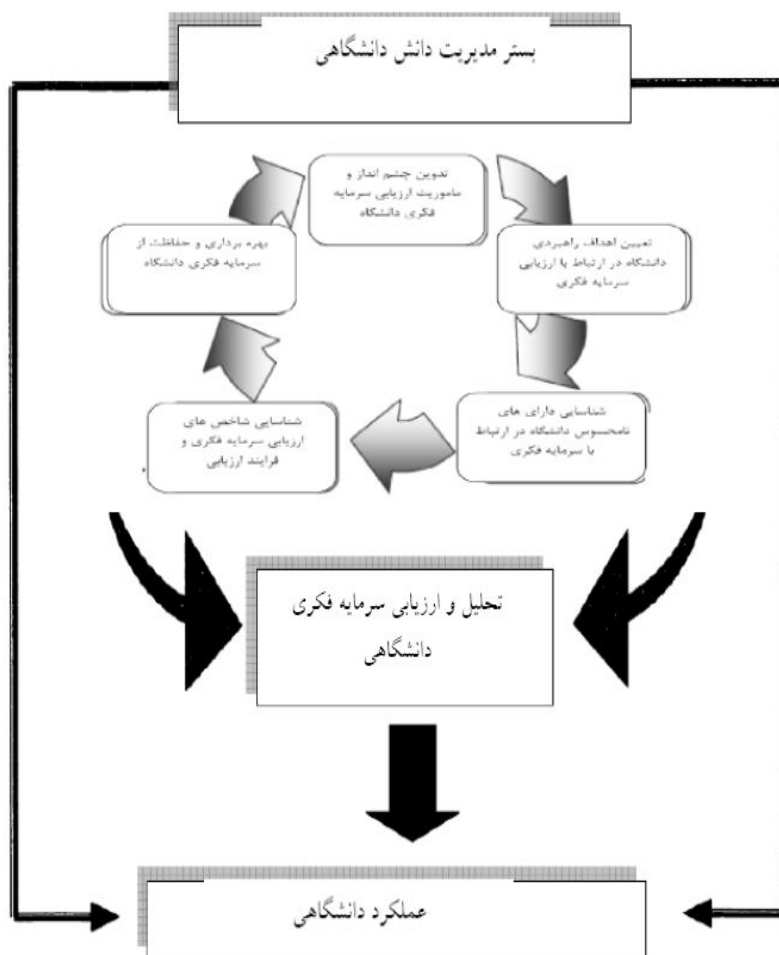 بستر مدیریت دانش دانشگاهی
تدوین چشم انداز و
ماموریت ارزیابی سرمایه
فکری دانشگاه
تعیین اهداف راهبردی
دانشگاه در ارتباط با ارزیابی
سرمایه فکری
شناسایی دارای های
نامحسوس دانشگاه در ارتباط
با سرمایه فکری
شناسایی شاخص های
ارزیابی سرمایه فکری و
فرایند ارزیابی
بهره برداری و حفاظت از
سرمایه فکری دانشگاه
تحلیل و ارزیابی سرمایه فکری
دانشگاهی
عملکرد دانشگاهی